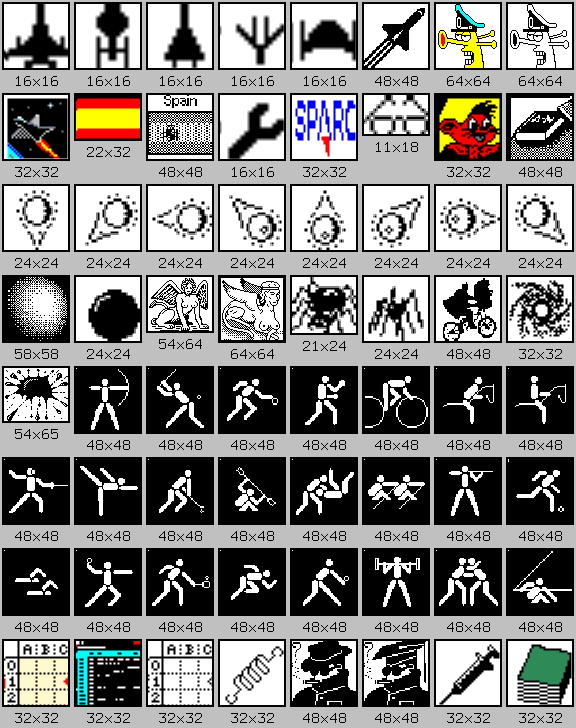 16x16 16x16 16x16 16x16 16x16 48x48 64x64 64x64
Spain
SPARC
32x32 22x32 48x48 16x16 32x32 11x18 32x32 48x48
24x24 24x24 24x24 24x24 24x24 24x24 24x24 24x24
58x58 24x24 54x64 64x64 21x24 24x24 48x48 32x32
54x65 48x48 48x48 48x48 48x48 48x48 48x48 48x48
48x48 48x48 48x48 48x48 48x48 48x48 48x48 48x48
48x48 48x48 48x48 48x48 48x48 48x48 48x48 48x48
A:B:C A:B:C
0 0 ? ?
1 1
2 2
32x32 32x32 32x32 32x32 48x48 48x48 32x32 32x32